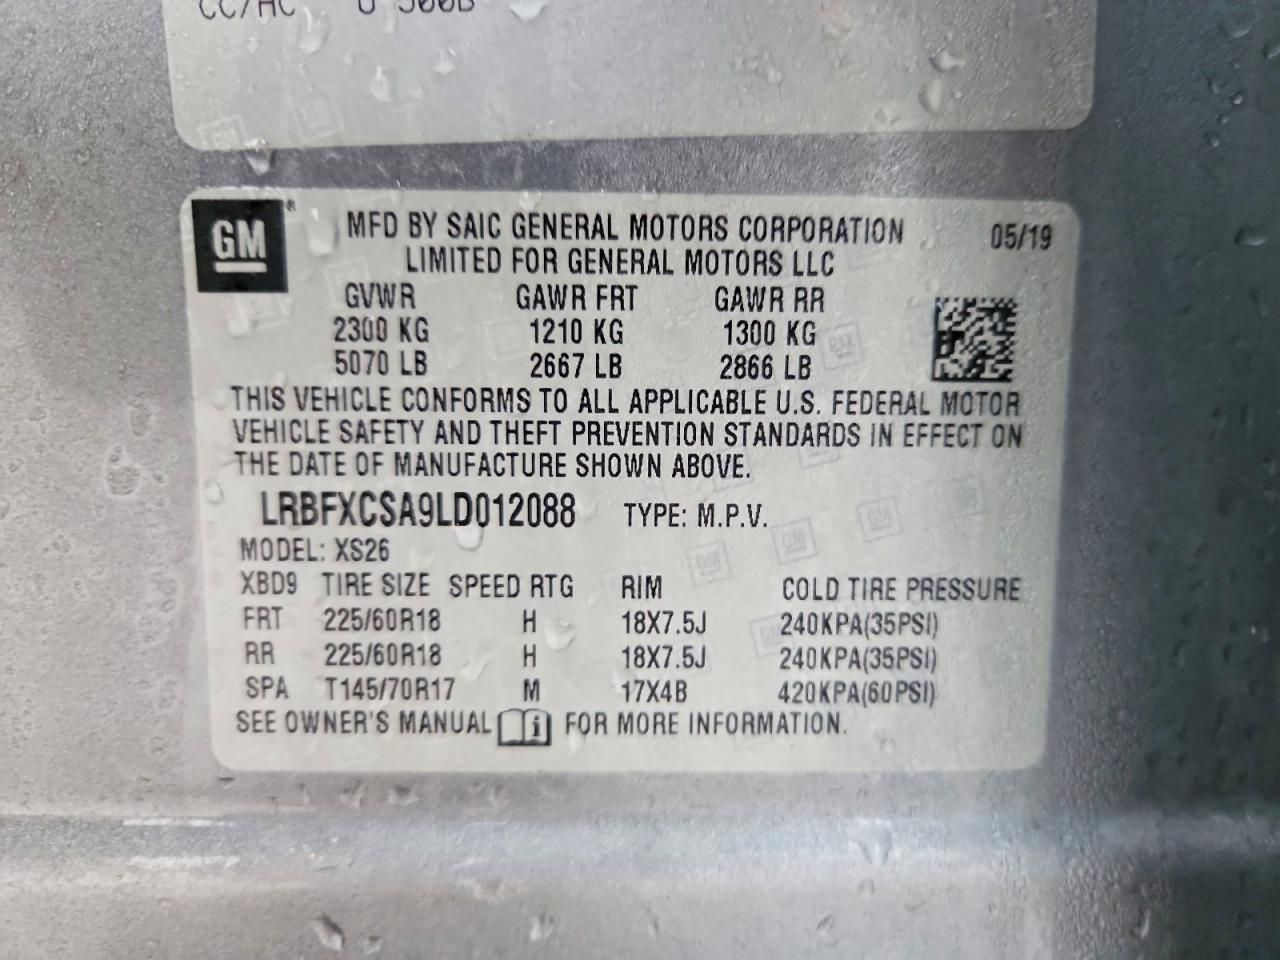 GM
MFD BY SAIC GENERAL MOTORS CORPORATION 05/19
LIMITED FOR GENERAL MOTORS LLC
GVWR GAWR FRT GAWR RR
2300 KG 1210 KG 1300 KG
5070 LB 2667 LB 2866 LB
THIS VEHICLE CONFORMS TO ALL APPLICABLE U.S. FEDERAL MOTOR
VEHICLE SAFETY AND THEFT PREVENTION STANDARDS IN EFFECT ON
THE DATE OF MANUFACTURE SHOWN ABOVE.
LRBFXCSA9LD012088 TYPE: M.P.V.
MODEL: XS26
XBD9 TIRE SIZE SPEED RTG RIM COLD TIRE PRESSURE
FRT 225/60R18 H 18X7.5J 240KPA(35PSI)
RR 225/60R18 H 18X7.5J 240KPA(35PSI)
SPA T145/70R17 M 17X4B 420KPA(60PSI)
SEE OWNER'S MANUAL i FOR MORE INFORMATION.